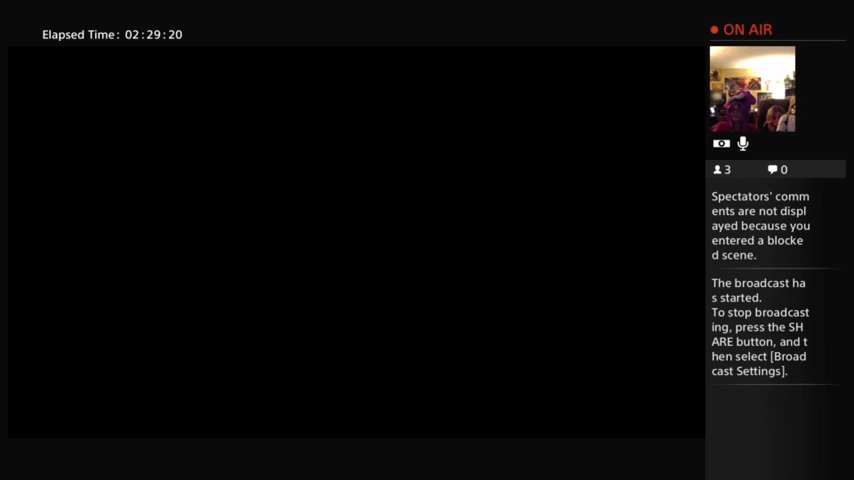 Elapsed Time: 02:29:20
ON AIR
3
0
Spectators' comm
ents are not displ
ayed because you
entered a blocke
d scene.
The broadcast ha
s started.
To stop broadcast
ing, press the SH
ARE button, and t
hen select [Broad
cast Settings].